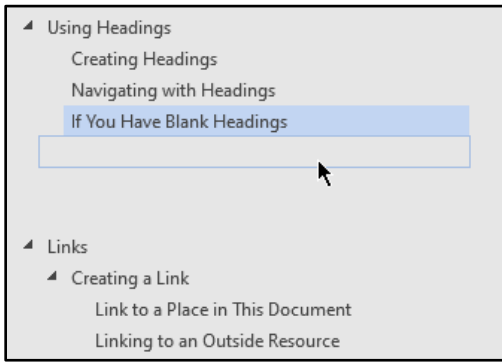 Using Headings
Creating Headings
Navigating with Headings
If You Have Blank Headings
Links
Creating a Link
Link to a Place in This Document
Linking to an Outside Resource